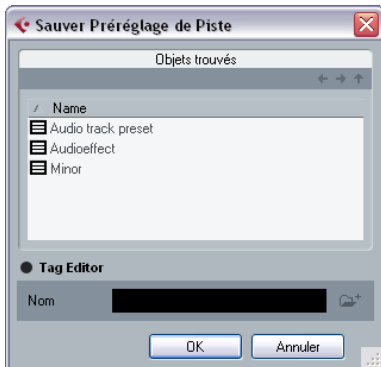 Sauver Préréglage de Piste
Objets trouvés
/ Name
Audio track preset
Audioeffect
Minor
Tag Editor
Nom
OK Annuler